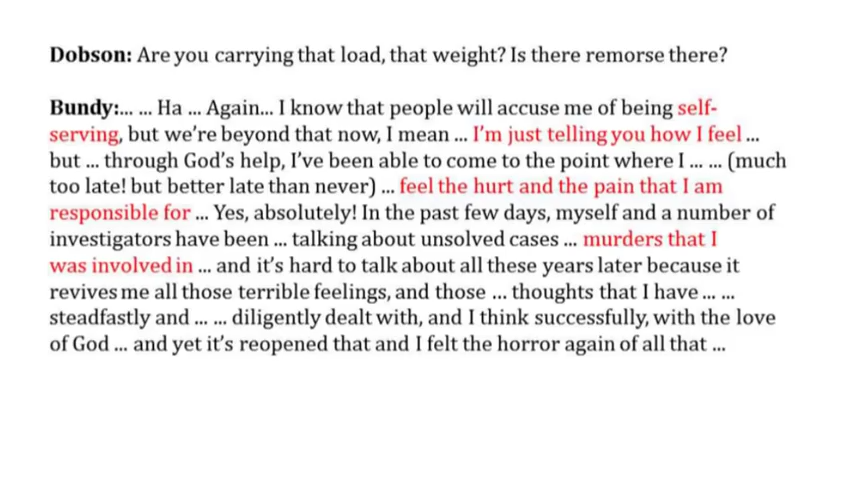 Dobson: Are you carrying that load, that weight? Is there remorse there?
Bundy:... ... Ha ... Again... I know that people will accuse me of being self-
serving, but we're beyond that now, I mean ... I'm just telling you how I feel ...
but ... through God's help, I've been able to come to the point where I ... ... (much
too late! but better late than never) ... feel the hurt and the pain that I am
responsible for ... Yes, absolutely! In the past few days, myself and a number of
investigators have been ... talking about unsolved cases ... murders that I
was involved in ... and it's hard to talk about all these years later because it
revives me all those terrible feelings, and those ... thoughts that I have ... ...
steadfastly and ... ... diligently dealt with, and I think successfully, with the love
of God ... and yet it's reopened that and I felt the horror again of all that ...